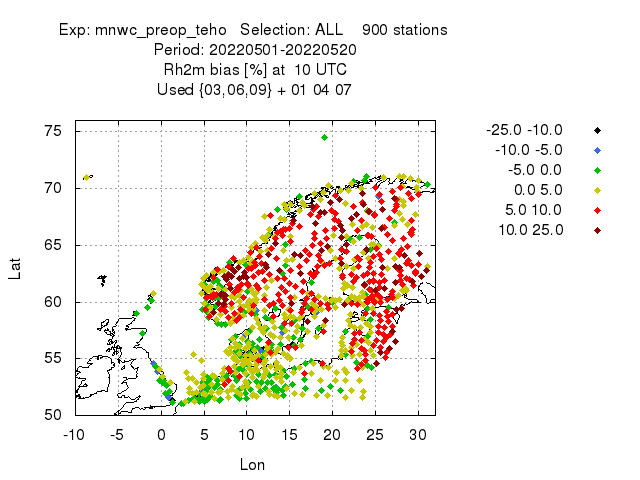 Exp: mnwc_preop_teho   Selection: ALL    900 stations
Period: 20220501-20220520
Rh2m bias [%] at  10 UTC
Used {03,06,09} + 01 04 07
75
70
65
60
55
50
Lat
-10 -5 0 5 10 15 20 25 30
Lon
-25.0 -10.0
-10.0 -5.0
-5.0 0.0
0.0 5.0
5.0 10.0
10.0 25.0